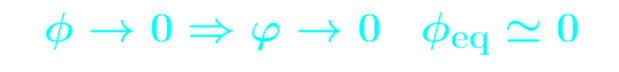 ϕ → 0 ⇒ φ → 0 ϕ_eq ≃ 0